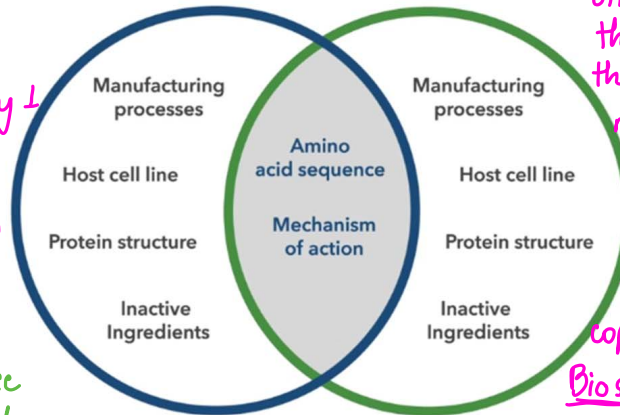 Manufacturing
processes
Host cell line
Protein structure
Inactive
Ingredients
Amino
acid sequence
Mechanism
of action
Manufacturing
processes
Host cell line
Protein structure
Inactive
Ingredients
y 1